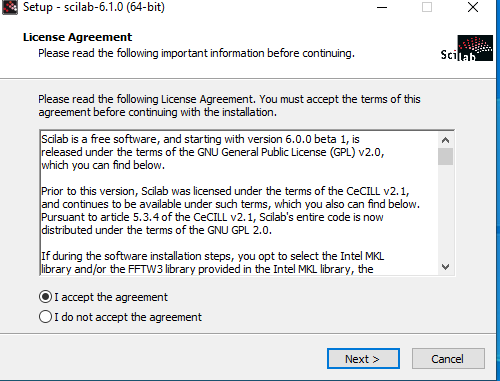 Setup - scilab-6.1.0 (64-bit)
License Agreement
Please read the following important information before continuing.
Scilab
Please read the following License Agreement. You must accept the terms of this
agreement before continuing with the installation.
Scilab is a free software, and starting with version 6.0.0 beta 1, is
released under the terms of the GNU General Public License (GPL) v2.0,
which you can find below.
Prior to this version, Scilab was licensed under the terms of the CeCILL v2.1,
and continues to be available under such terms, which you also can find below.
Pursuant to article 5.3.4 of the CeCILL v2.1, Scilab's entire code is now
distributed under the terms of the GNU GPL 2.0.
If during the software installation steps, you opt to select the Intel MKL
library and/or the FFTW3 library provided in the Intel MKL library, the
I accept the agreement
I do not accept the agreement
Next >
Cancel